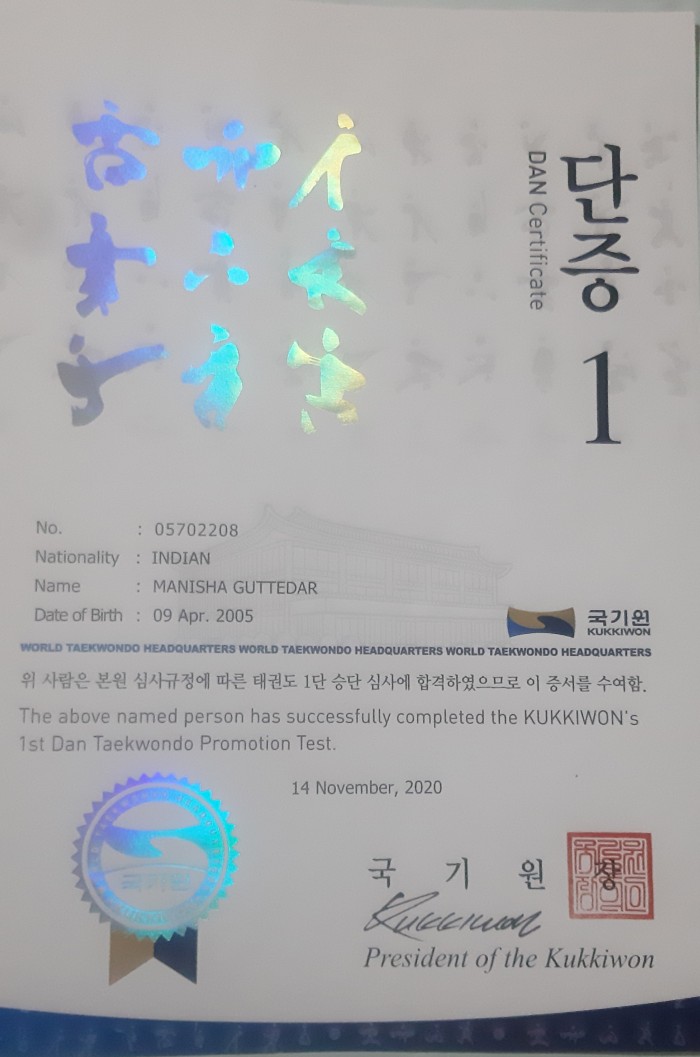 단증
DAN Certificate
1
No. : 05702208
Nationality : INDIAN
Name : MANISHA GUTTEDAR
Date of Birth : 09 Apr. 2005
국기원
KUKKIWON
WORLD TAEKWONDO HEADQUARTERS WORLD TAEKWONDO HEADQUARTERS WORLD TAEKWONDO HEADQUARTERS
위 사람은 본원 심사규정에 따른 태권도 1단 승단 심사에 합격하였으므로 이 증서를 수여함.
The above named person has successfully completed the KUKKIWON's
1st Dan Taekwondo Promotion Test.
14 November, 2020
국기원
국 기 원 장
Kukkiwon
President of the Kukkiwon